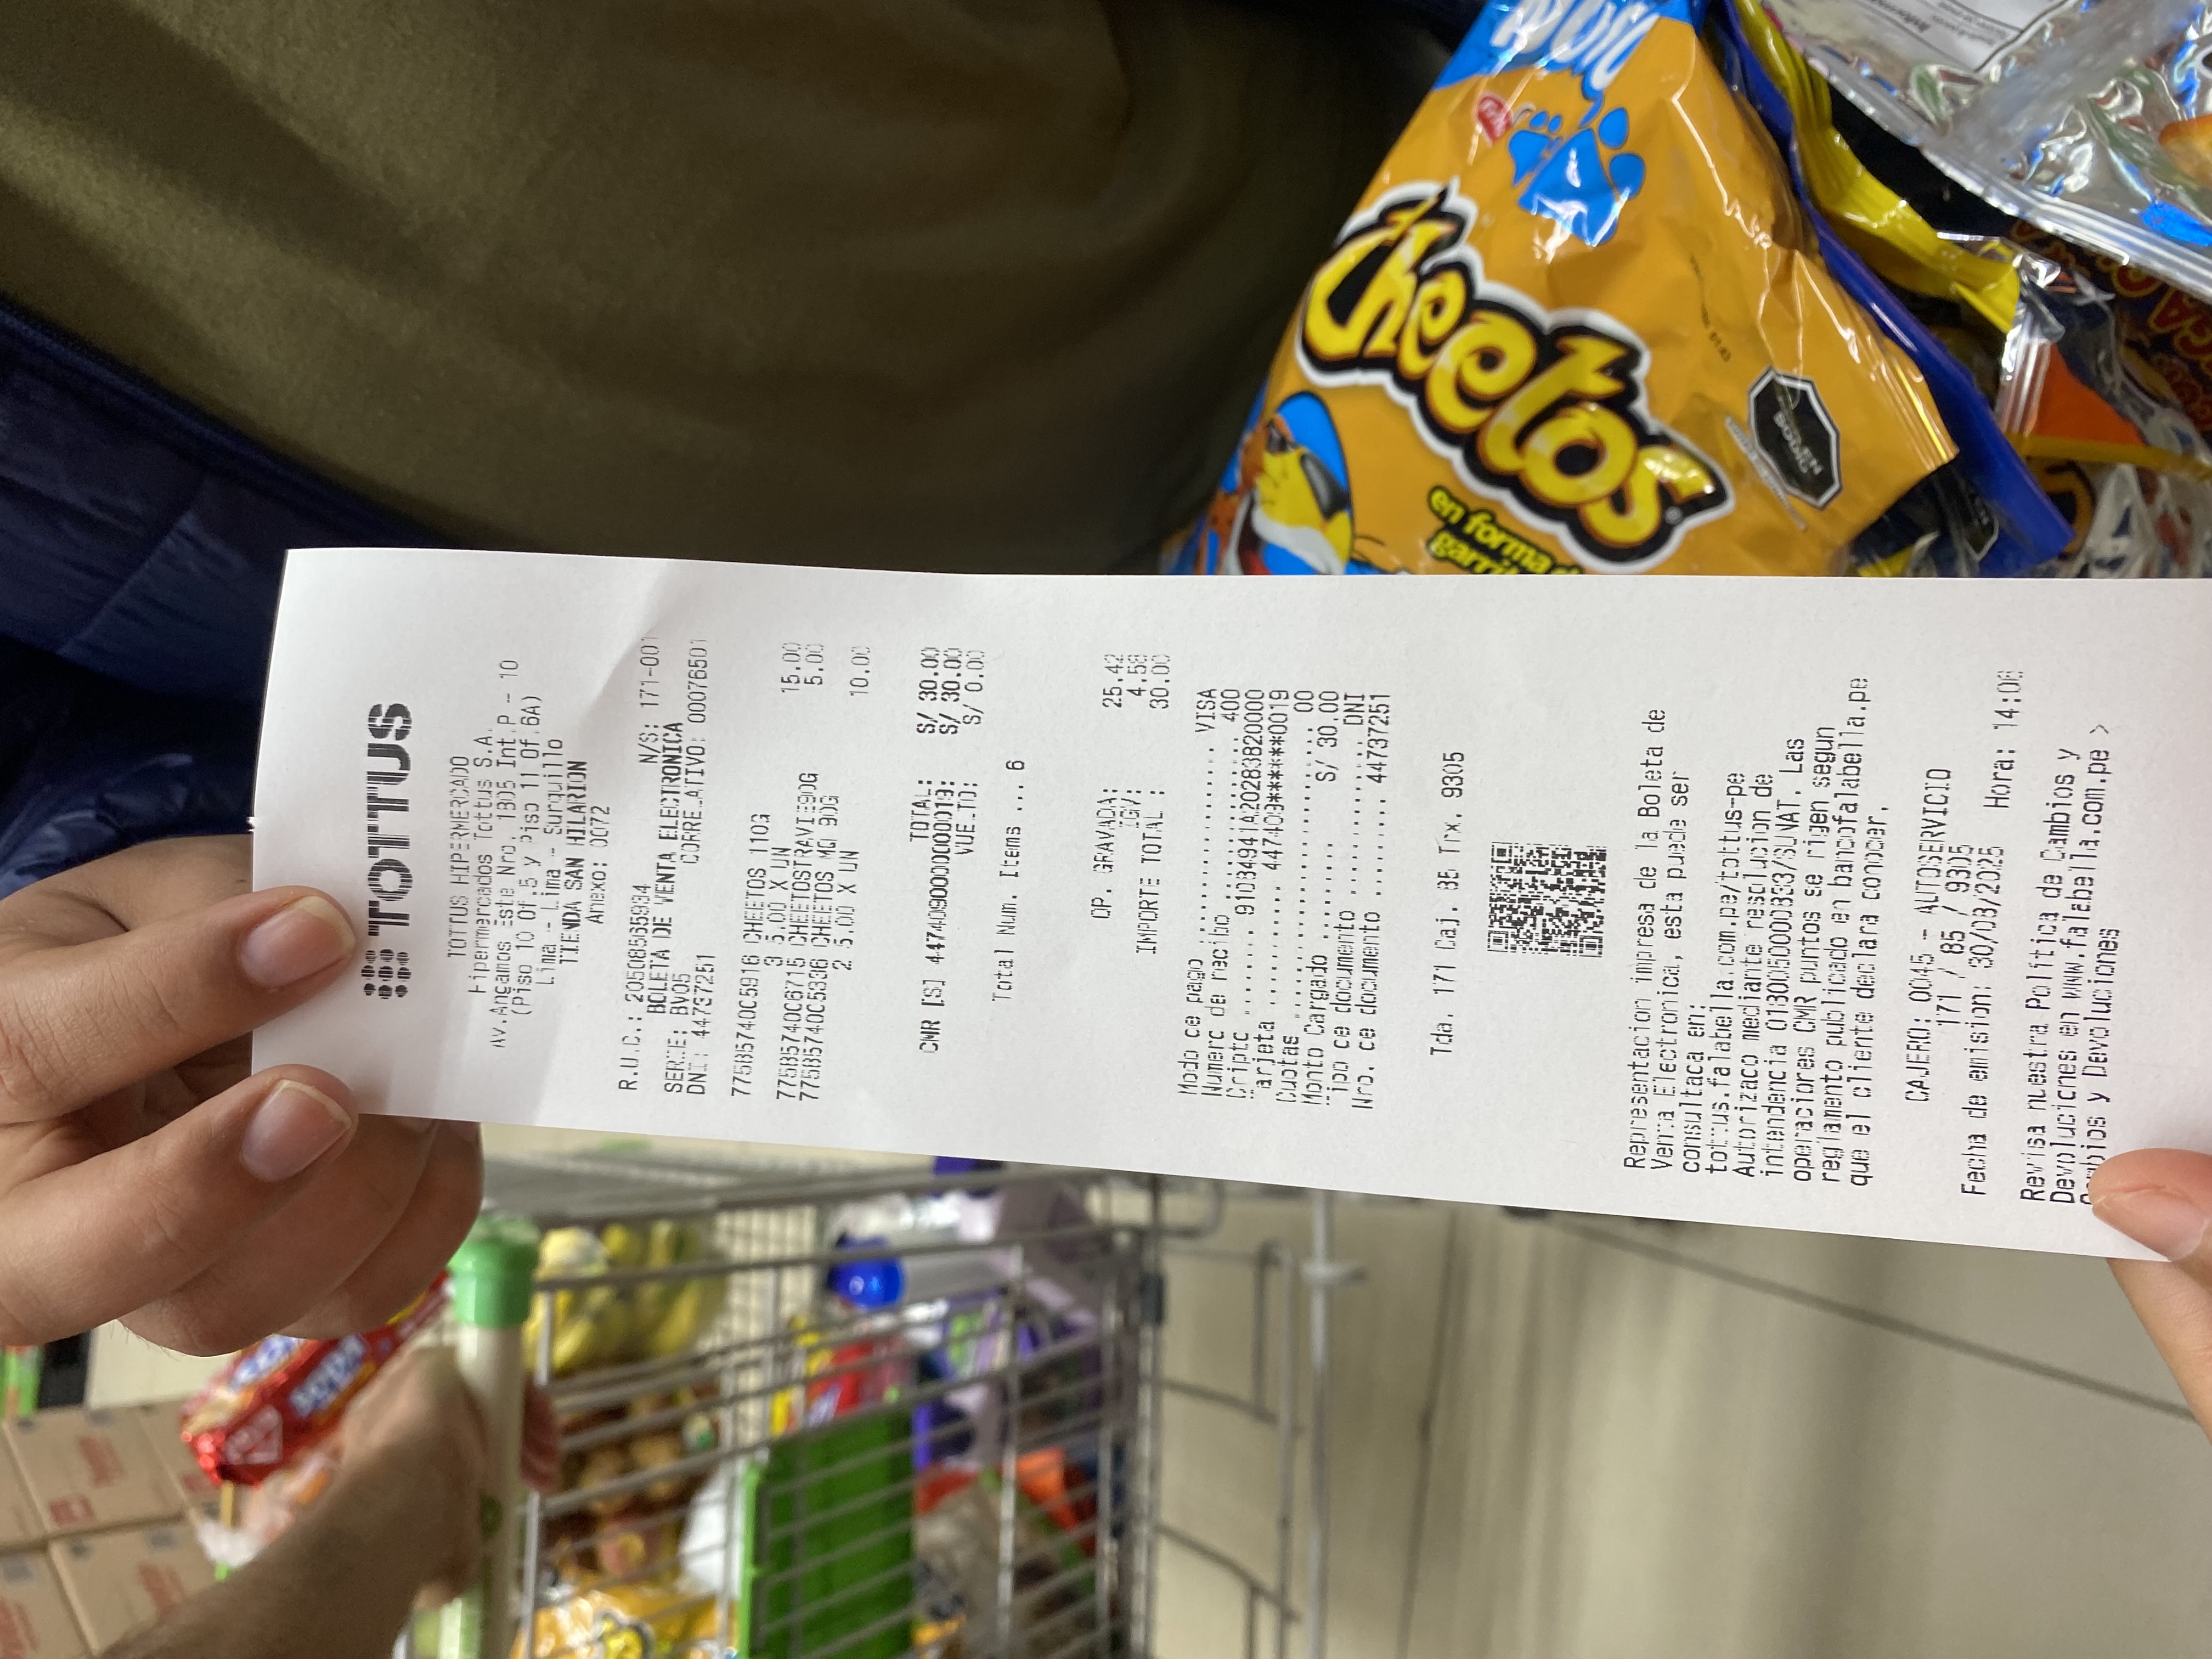 TOTTUS
TOTTUS HIPERMERCADO
Hipermercados Tottus S.A.
Av.Angamos Este Nro. 1805 Int.P - 10
(Piso 10 Of.5 y Piso 11 Of.6A)
Lima - Lima - Surquillo
TIENDA SAN HILARION
Anexo: 0072
R.U.C.: 20508565934 N/S: 171-001
BOLETA DE VENTA ELECTRONICA
SERIE: BV05 CORRELATIVO: 00076501
DNI: 44737251
7758574005916 CHEETOS 110G
3 5.00 X UN 15.00
7758574006715 CHEETOSTRAVIE90G 5.00
7758574005336 CHEETOS MQ 90G
2 5.00 X UN 10.00
TOTAL: S/ 30.00
CMR [S] 4474090000000019: S/ 30.00
VUELTO: S/ 0.00
Total Num. Items ... 6
OP. GRAVADA: 25.42
IGV: 4.58
IMPORTE TOTAL : 30.00
Modo de pago ................ VISA
Numero de recibo ............. 400
Cripto ........ 91084941A20283820000
Tarjeta ........... 447409******0019
Cuotas ........................... 00
Monto Cargado ......... S/ 30.00
Tipo de documento .............. DNI
Nro. de documento ......... 44737251
Tda. 171 Caj. 85 Trx. 9305
Representacion impresa de la Boleta de
Venta Electronica, esta puede ser
consultada en:
tottus.falabella.com.pe/tottus-pe
Autorizado mediante resolucion de
intendencia 0180050000833/SUNAT. Las
operaciones CMR puntos se rigen segun
reglamento publicado en bancofalabella.pe
que el cliente declara conocer.
CAJERO: 0045 - AUTOSERVICIO
171 / 85 / 9305
Fecha de emision: 30/08/2025 Hora: 14:06
Revisa nuestra Política de Cambios y
Devoluciones en www.falabella.com.pe >
Cambios y Devoluciones
Cheetos
en forma